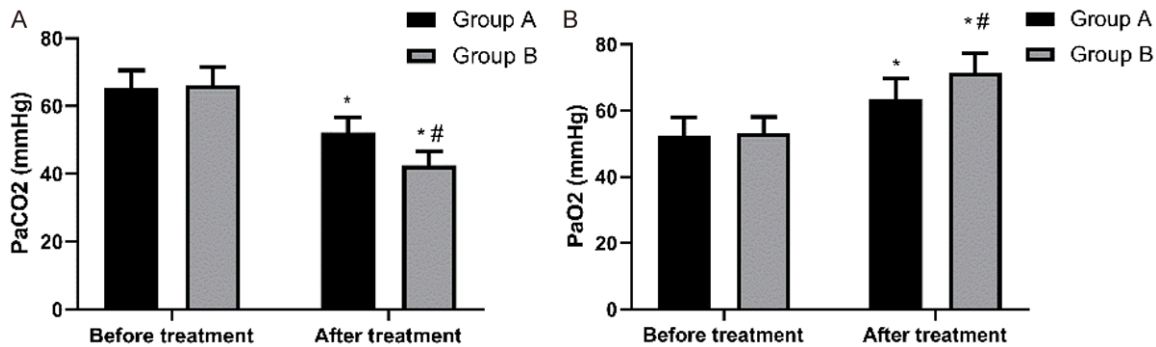 A
Group A
Group B
PaCO2 (mmHg)
80
60
40
20
0
*
* #
Before treatment
After treatment
B
Group A
Group B
PaO2 (mmHg)
80
60
40
20
0
*
* #
Before treatment
After treatment